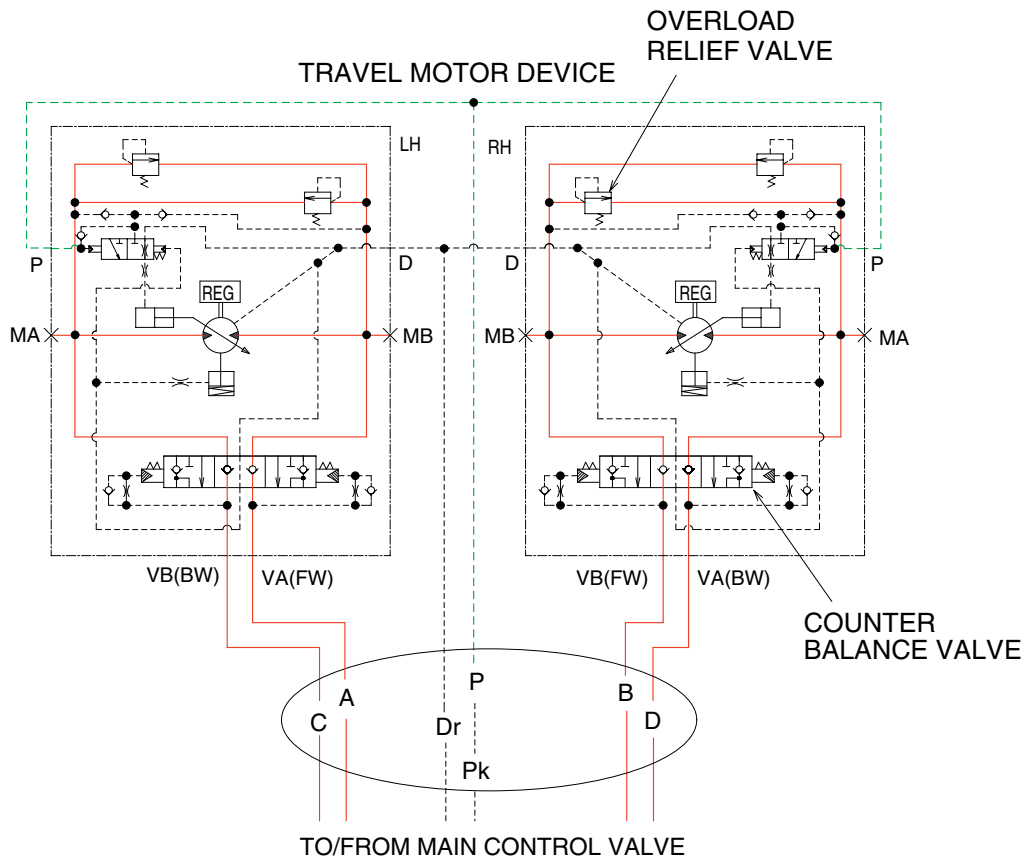 OVERLOAD
RELIEF VALVE
TRAVEL MOTOR DEVICE
LH
RH
P
D
D
P
REG
REG
MA
MB
MB
MA
VB(BW)
VA(FW)
VB(FW)
VA(BW)
COUNTER
BALANCE VALVE
A
P
B
C
Dr
D
Pk
TO/FROM MAIN CONTROL VALVE